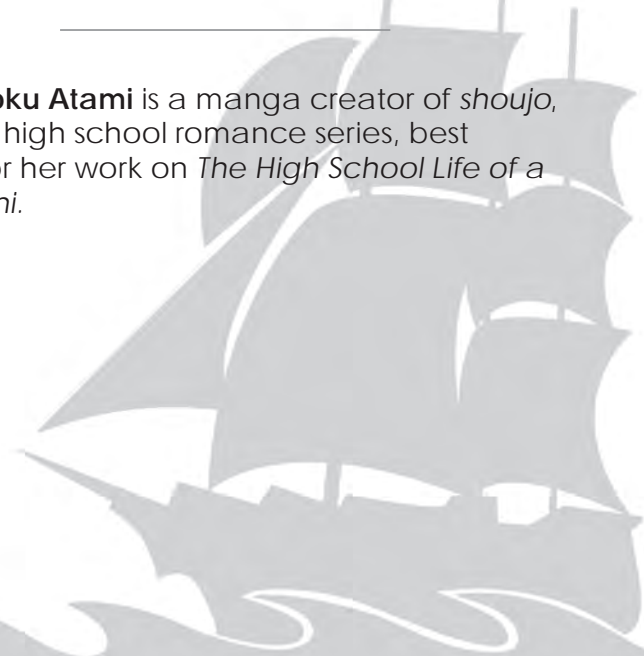 oku Atami is a manga creator of shoujo,
high school romance series, best
or her work on The High School Life of a
ni.